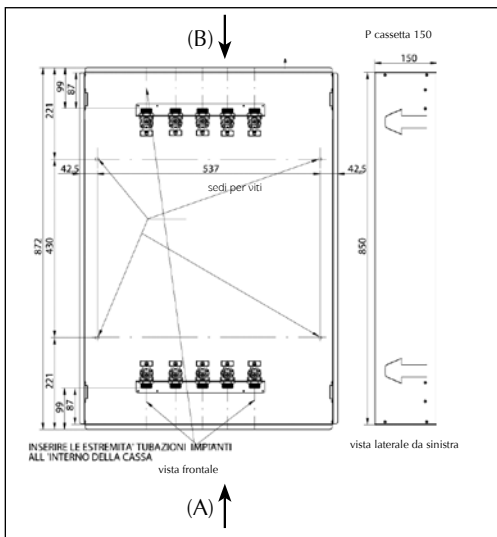 (B)
P cassetta 150
150
99
87
221
42,5
537
42,5
sedi per viti
872
430
850
221
99
87
INSERIRE LE ESTREMITA' TUBAZIONI IMPIANTI
ALL 'INTERNO DELLA CASSA
vista frontale
vista laterale da sinistra
(A)